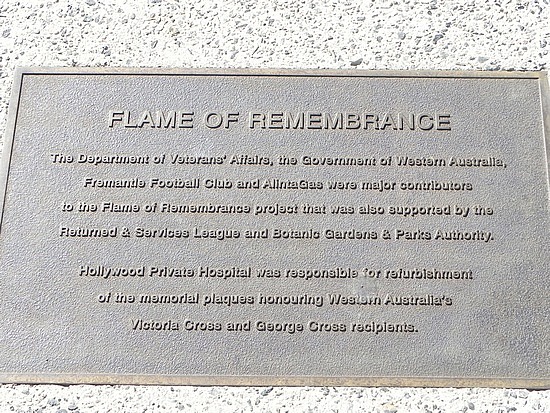 FLAME OF REMEMBRANCE
The Department of Veterans' Affairs, the Government of Western Australia,
Fremantle Football Club and AlintaGas were major contributors
to the Flame of Remembrance project that was also supported by the
Returned & Services League and Botanic Gardens & Parks Authority.
Hollywood Private Hospital was responsible for refurbishment
of the memorial plaques honouring Western Australia's
Victoria Cross and George Cross recipients.